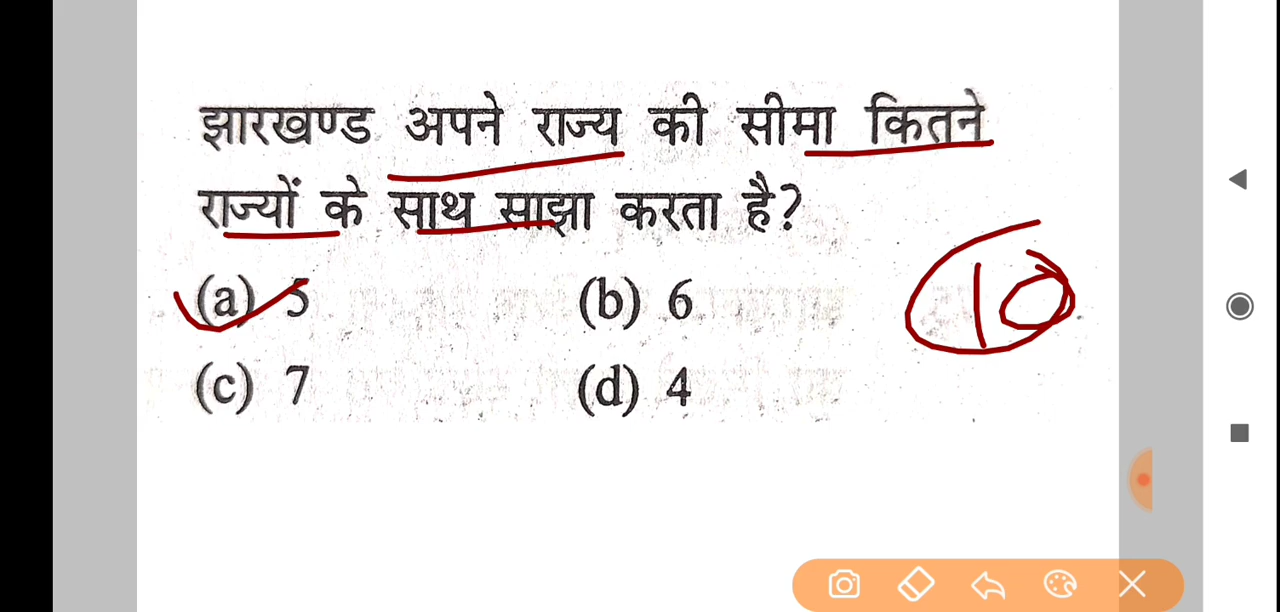 झारखण्ड अपने राज्य की सीमा कितने
राज्यों के साथ साझा करता है?
(a) 5 (b) 6
10
(c) 7 (d) 4